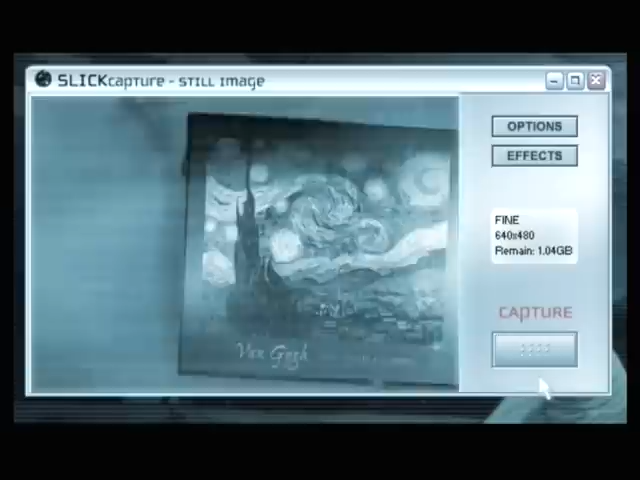 SLICKcapture - STILL Image
OPTIONS
EFFECTS
FINE
640x480
Remain: 1.04GB
CAPTURE
Van Gogh